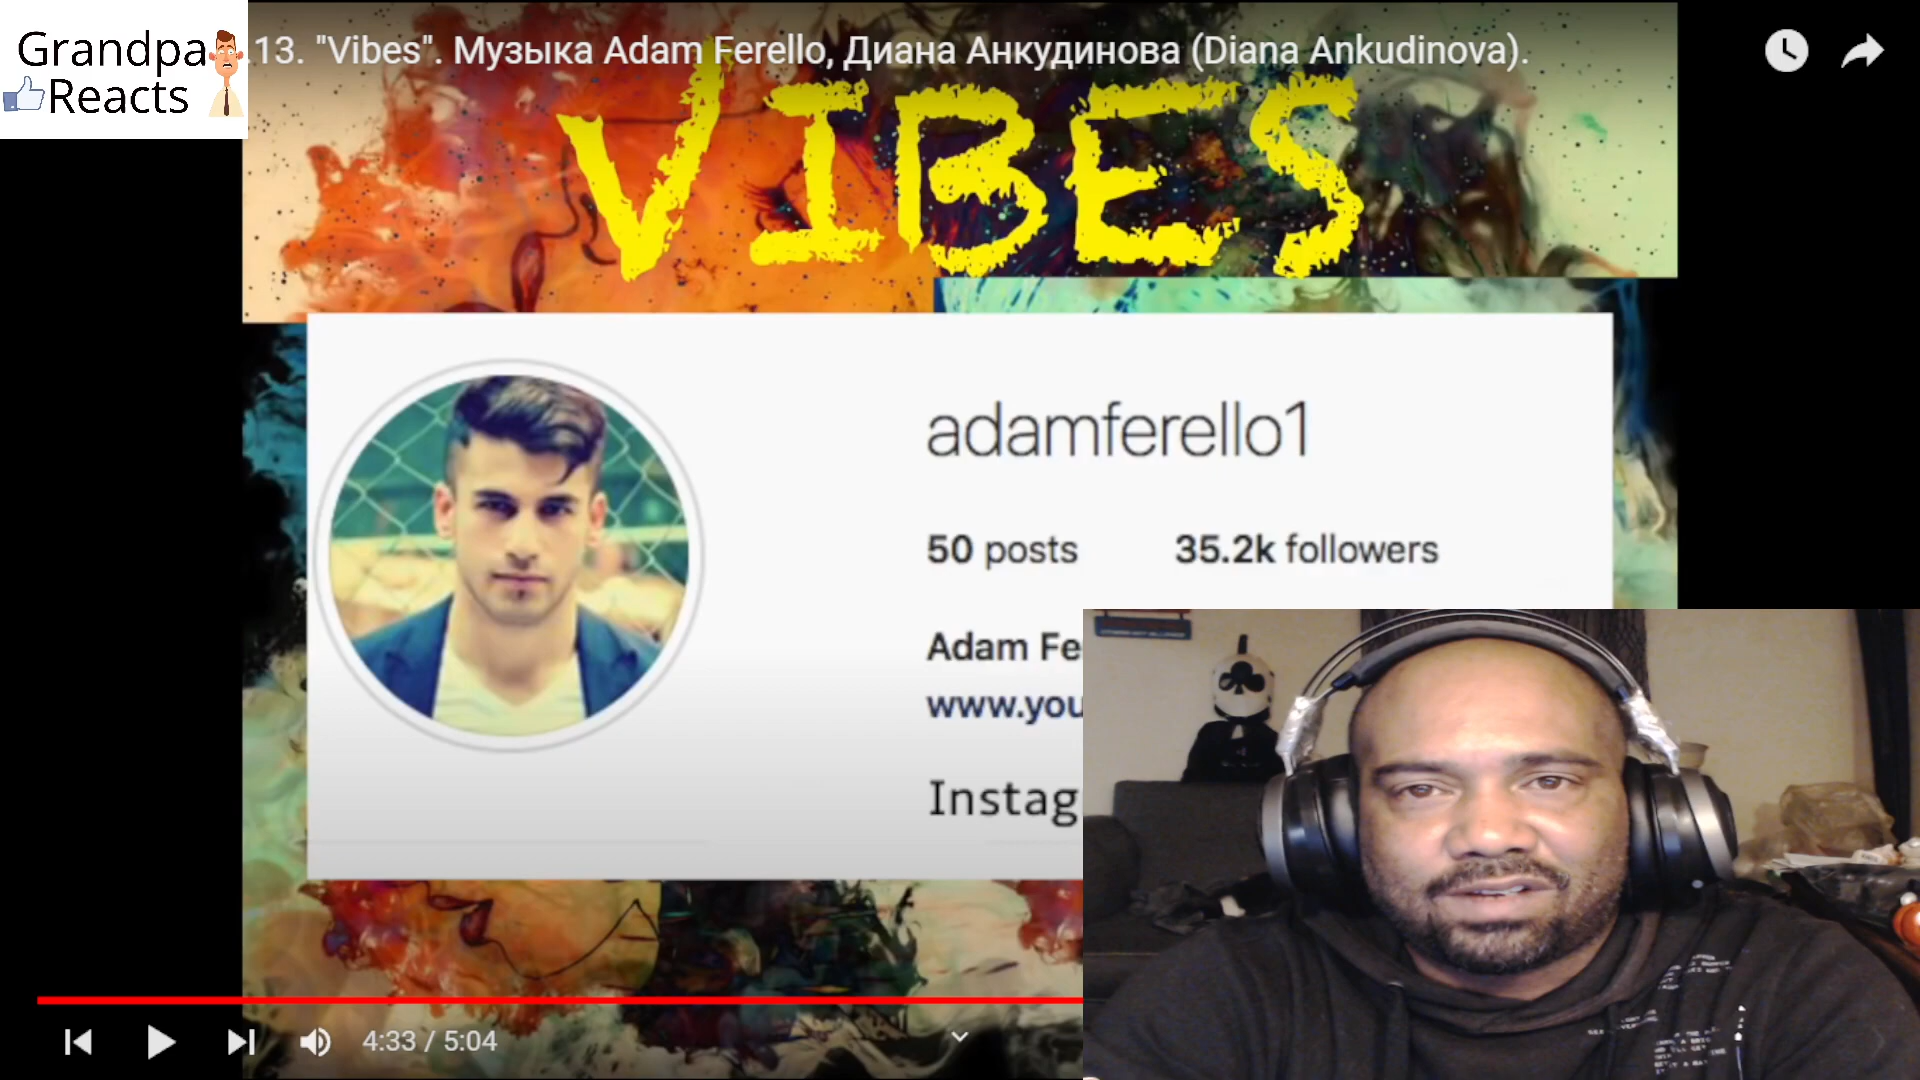 Grandpa
Reacts
13. "Vibes". Музыка Adam Ferello, Диана Анкудинова (Diana Ankudinova).
VIBES
adamferello1
50 posts 35.2k followers
Adam Fe
www.you
Instag
4:33 / 5:04